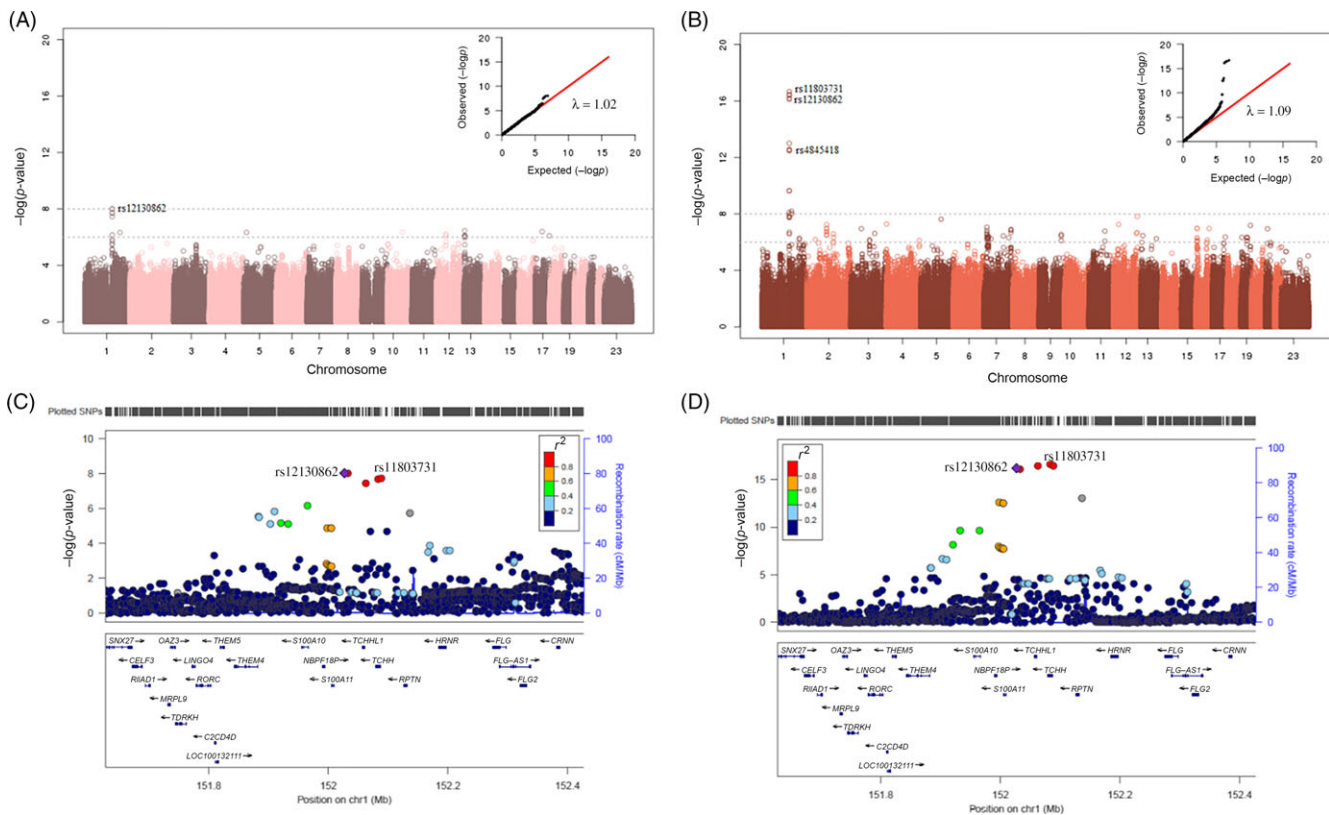 (A)
20
16
12
8
4
0
−log(p-value)
rs12130862
20
15
10
5
0
Observed (−logp)
λ = 1.02
0 5 10 15 20
Expected (−logp)
1 2 3 4 5 6 7 8 9 10 11 12 13 15 17 19 23
Chromosome
(B)
20
16
12
8
4
0
−log(p-value)
rs11803731
rs12130862
rs4845418
20
15
10
5
0
Observed (−logp)
λ = 1.09
0 5 10 15 20
Expected (−logp)
1 2 3 4 5 6 7 8 9 10 11 12 13 15 17 19 23
Chromosome
(C)
Plotted SNPs
10
8
6
4
2
0
−log(p-value)
rs12130862
rs11803731
r2
0.8
0.6
0.4
0.2
100
80
60
40
20
0
Recombination rate (cM/Mb)
SNX27 OAZ3 THEM5 S100A10 TCHHL1 HRNR FLG CRNN
CELF3 LINGO4 THEM4 NBPF18P TCHH FLG−AS1
RIIAD1 RORC S100A11 RPTN FLG2
MRPL9
TDRKH
C2CD4D
LOC100132111
151.8 152 152.2 152.4
Position on chr1 (Mb)
(D)
Plotted SNPs
15
10
5
0
−log(p-value)
rs12130862
rs11803731
r2
0.8
0.6
0.4
0.2
100
80
60
40
20
0
Recombination rate (cM/Mb)
SNX27 OAZ3 THEM5 S100A10 TCHHL1 HRNR FLG CRNN
CELF3 LINGO4 THEM4 NBPF18P TCHH FLG−AS1
RIIAD1 RORC S100A11 RPTN FLG2
MRPL9
TDRKH
C2CD4D
LOC100132111
151.8 152 152.2 152.4
Position on chr1 (Mb)